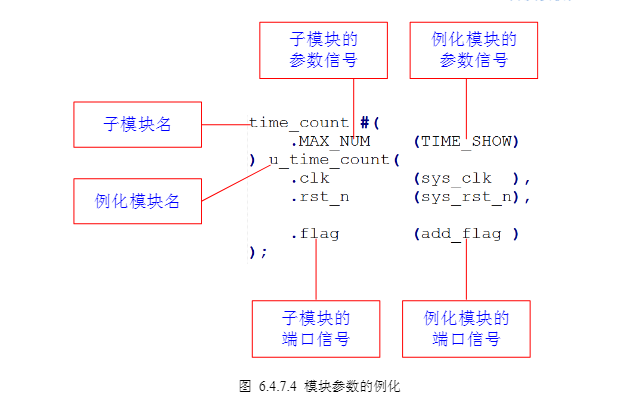 子模块的
参数信号
例化模块的
参数信号
子模块名
time_count #(
.MAX_NUM (TIME_SHOW)
) u_time_count(
例化模块名
.clk (sys_clk ),
.rst_n (sys_rst_n),
.flag (add_flag )
);
子模块的
端口信号
例化模块的
端口信号
图 6.4.7.4 模块参数的例化